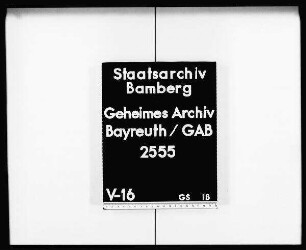 Staatsarchiv
Bamberg
Geheimes Archiv
Bayreuth / GAB
2555
V-16 GS 18